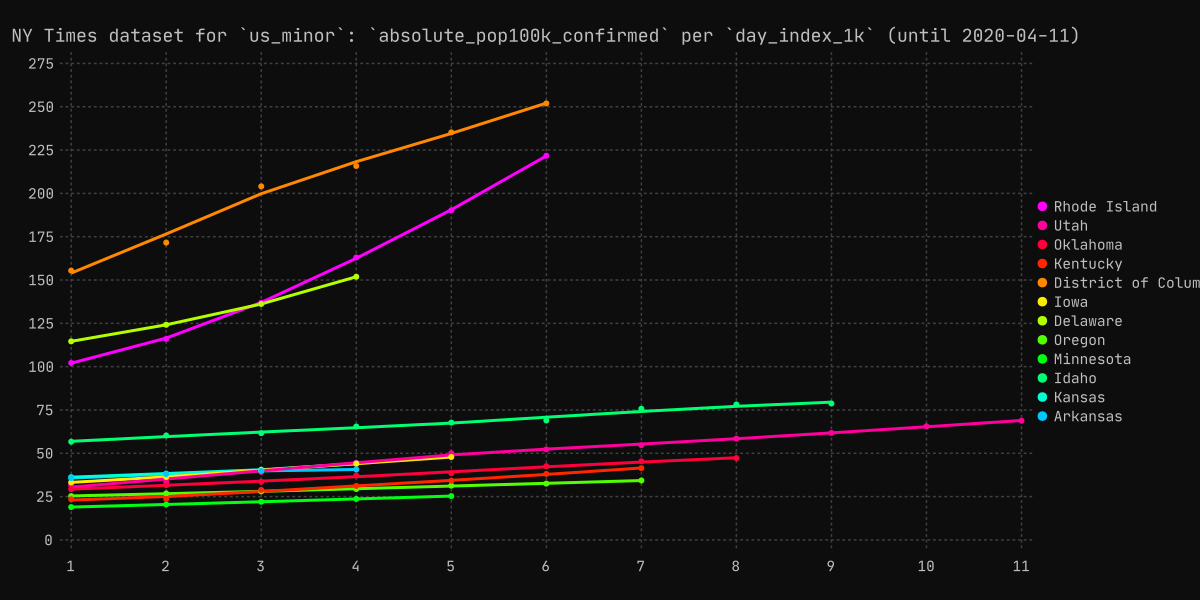 NY Times dataset for `us_minor`: `absolute_pop100k_confirmed` per `day_index_1k` (until 2020-04-11)
275
250
225
200
175
150
125
100
75
50
25
0
1 2 3 4 5 6 7 8 9 10 11
Rhode Island
Utah
Oklahoma
Kentucky
District of Colum
Iowa
Delaware
Oregon
Minnesota
Idaho
Kansas
Arkansas